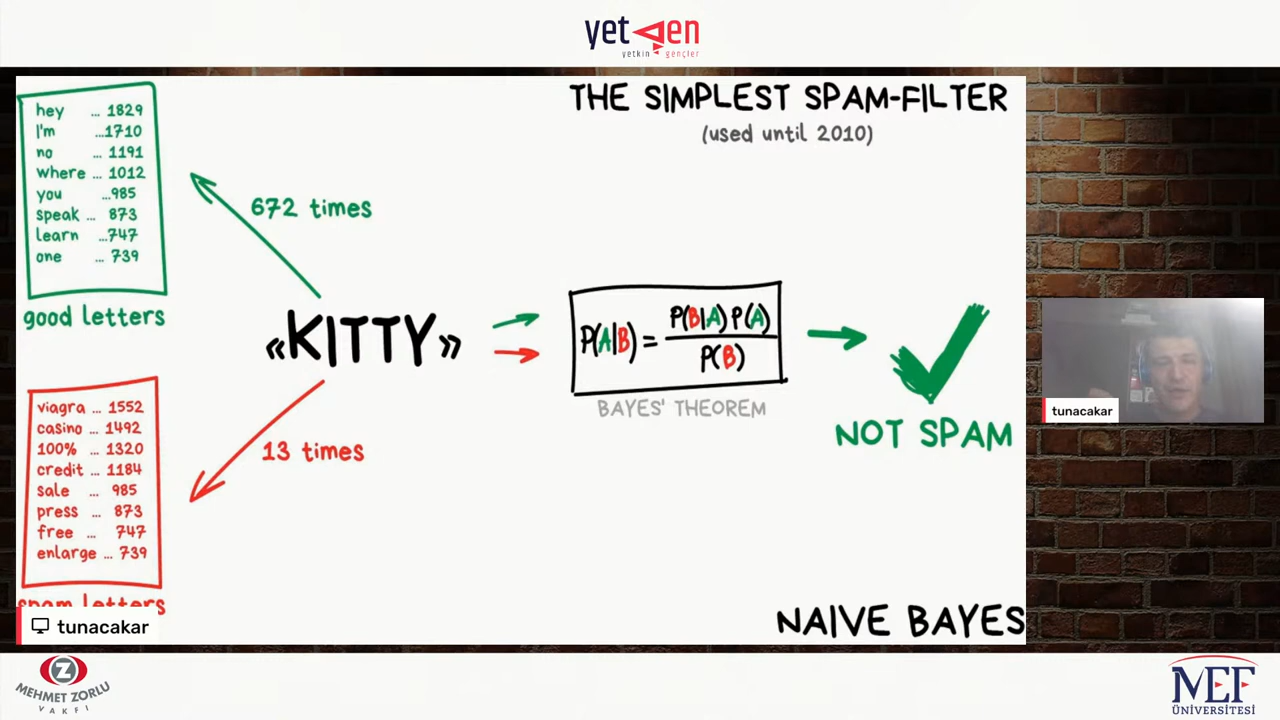 yetgen
yetkin gençler
THE SIMPLEST SPAM-FILTER
(used until 2010)
hey ... 1829
I'm ...1710
no ... 1191
where ... 1012
you ...985
speak ... 873
learn ...747
one ... 739
good letters
672 times
«KITTY»
P(A|B) = P(B|A) P(A)
P(B)
BAYES' THEOREM
NOT SPAM
13 times
viagra ... 1552
casino ... 1492
100% ... 1320
credit ... 1184
sale ... 985
press ... 873
free ... 747
enlarge ... 739
spam letters
tunacakar
tunacakar
NAIVE BAYES
Z
MEHMET ZORLU
VAKFI
MEF
ÜNİVERSİTESİ